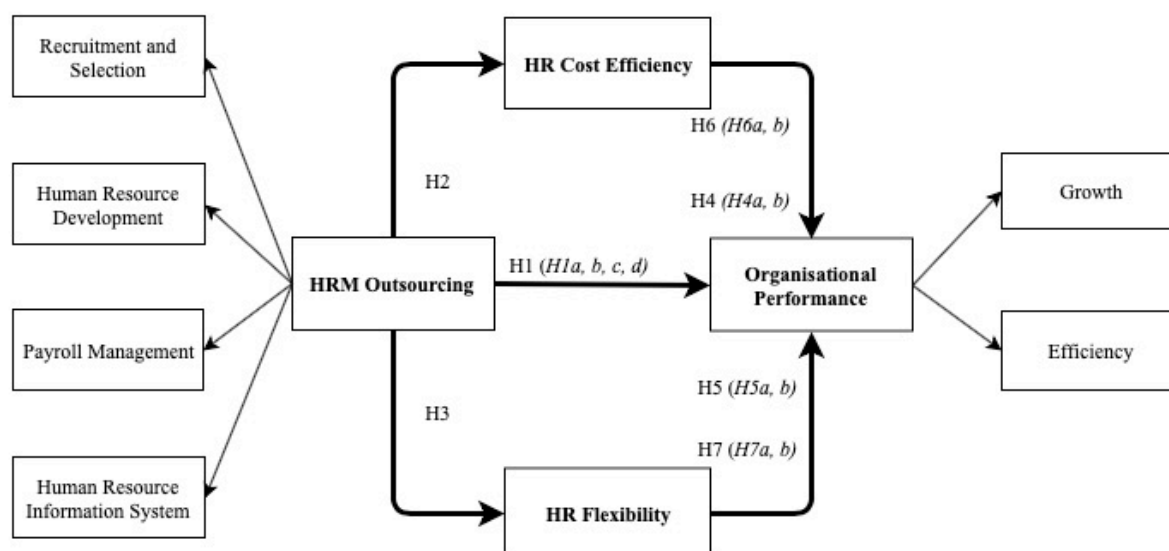 Recruitment and
Selection
Human Resource
Development
Payroll Management
Human Resource
Information System
HRM Outsourcing
HR Cost Efficiency
H2
H6 (H6a, b)
H4 (H4a, b)
H1 (H1a, b, c, d)
H3
H5 (H5a, b)
H7 (H7a, b)
HR Flexibility
Organisational
Performance
Growth
Efficiency